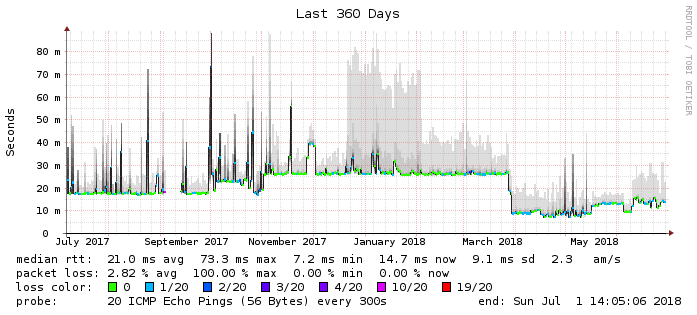 Last 360 Days
RRDTOOL / TOBI OETIKER
Seconds
80 m
70 m
60 m
50 m
40 m
30 m
20 m
10 m
0
July 2017 September 2017 November 2017 January 2018 March 2018 May 2018
median rtt: 21.0 ms avg 73.3 ms max 7.2 ms min 14.7 ms now 9.1 ms sd 2.3 am/s
packet loss: 2.82 % avg 100.00 % max 0.00 % min 0.00 % now
loss color: 0 1/20 2/20 3/20 4/20 10/20 19/20
probe: 20 ICMP Echo Pings (56 Bytes) every 300s end: Sun Jul 1 14:05:06 2018